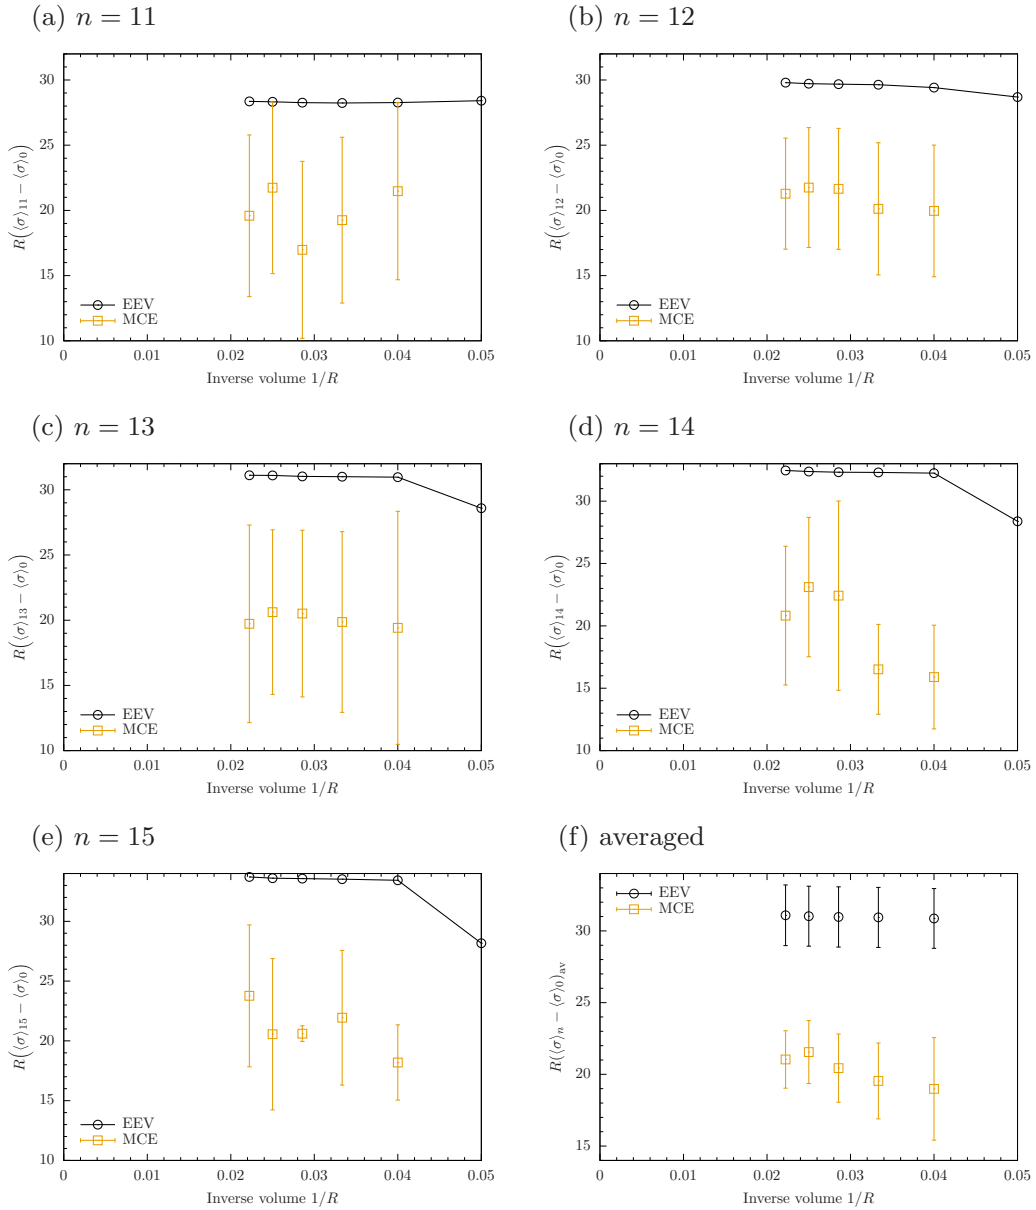 (a) n = 11
30
25
20
15
10
R(⟨σ⟩₁₁ − ⟨σ⟩₀)
EEV
MCE
0 0.01 0.02 0.03 0.04 0.05
Inverse volume 1/R
(b) n = 12
30
25
20
15
10
R(⟨σ⟩₁₂ − ⟨σ⟩₀)
EEV
MCE
0 0.01 0.02 0.03 0.04 0.05
Inverse volume 1/R
(c) n = 13
30
25
20
15
10
R(⟨σ⟩₁₃ − ⟨σ⟩₀)
EEV
MCE
0 0.01 0.02 0.03 0.04 0.05
Inverse volume 1/R
(d) n = 14
30
25
20
15
10
R(⟨σ⟩₁₄ − ⟨σ⟩₀)
EEV
MCE
0 0.01 0.02 0.03 0.04 0.05
Inverse volume 1/R
(e) n = 15
30
25
20
15
10
R(⟨σ⟩₁₅ − ⟨σ⟩₀)
EEV
MCE
0 0.01 0.02 0.03 0.04 0.05
Inverse volume 1/R
(f) averaged
EEV
MCE
30
25
20
15
10
R(⟨σ⟩ₙ − ⟨σ⟩₀)av
0 0.01 0.02 0.03 0.04 0.05
Inverse volume 1/R